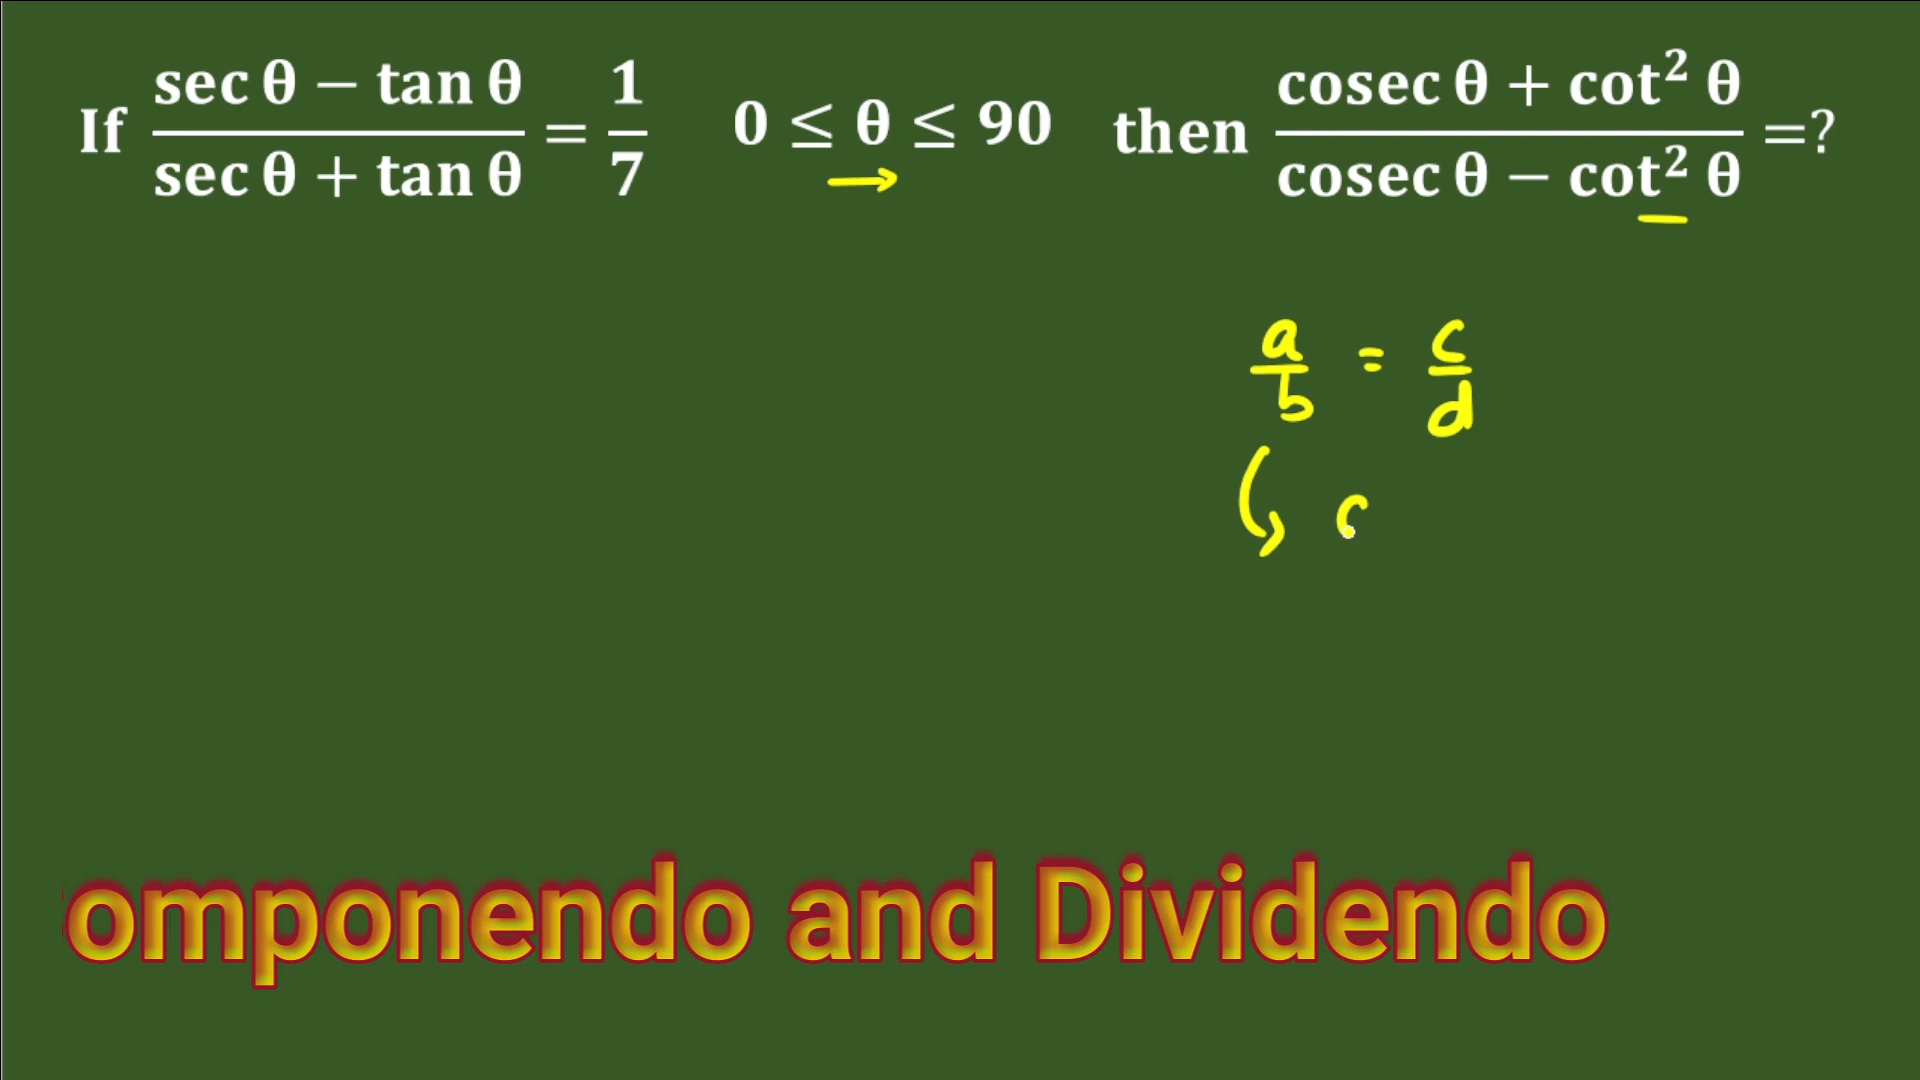 If (sec θ − tan θ)/(sec θ + tan θ) = 1/7   0 ≤ θ ≤ 90   then (cosec θ + cot² θ)/(cosec θ − cot² θ) =?
a/b = c/d
omponendo and Dividendo